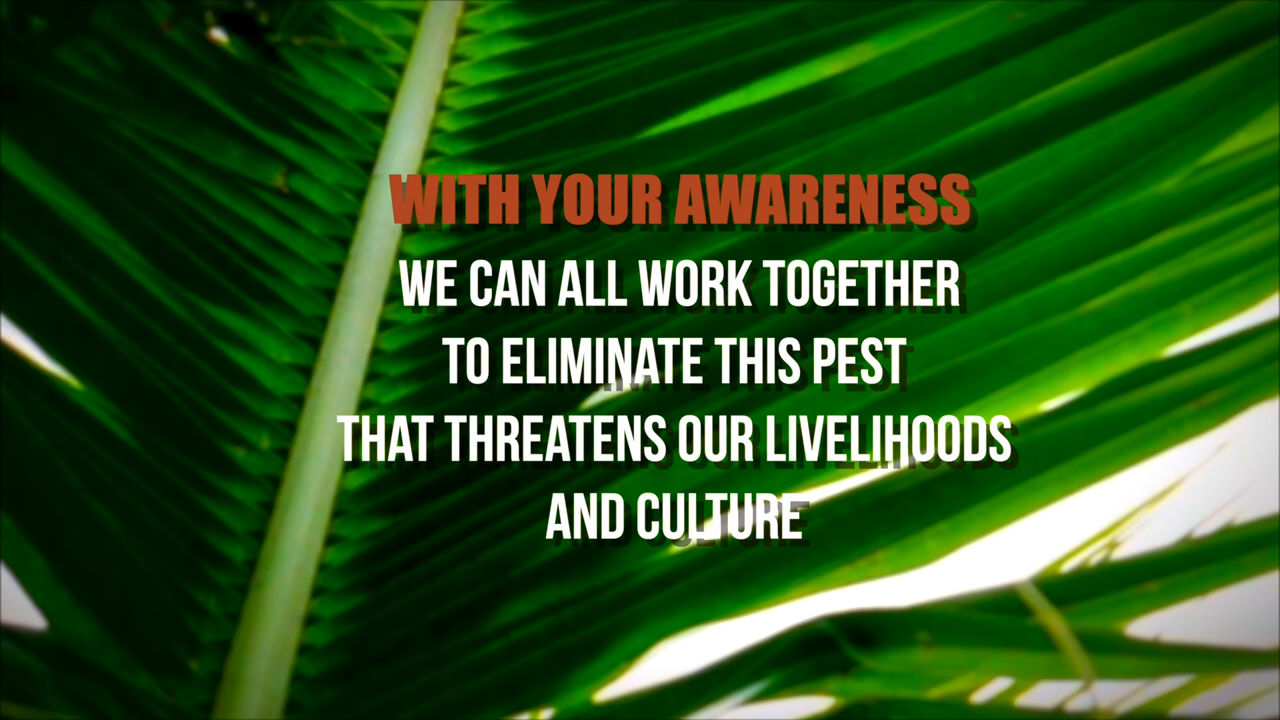 WITH YOUR AWARENESS
WE CAN ALL WORK TOGETHER
TO ELIMINATE THIS PEST
THAT THREATENS OUR LIVELIHOODS
AND CULTURE